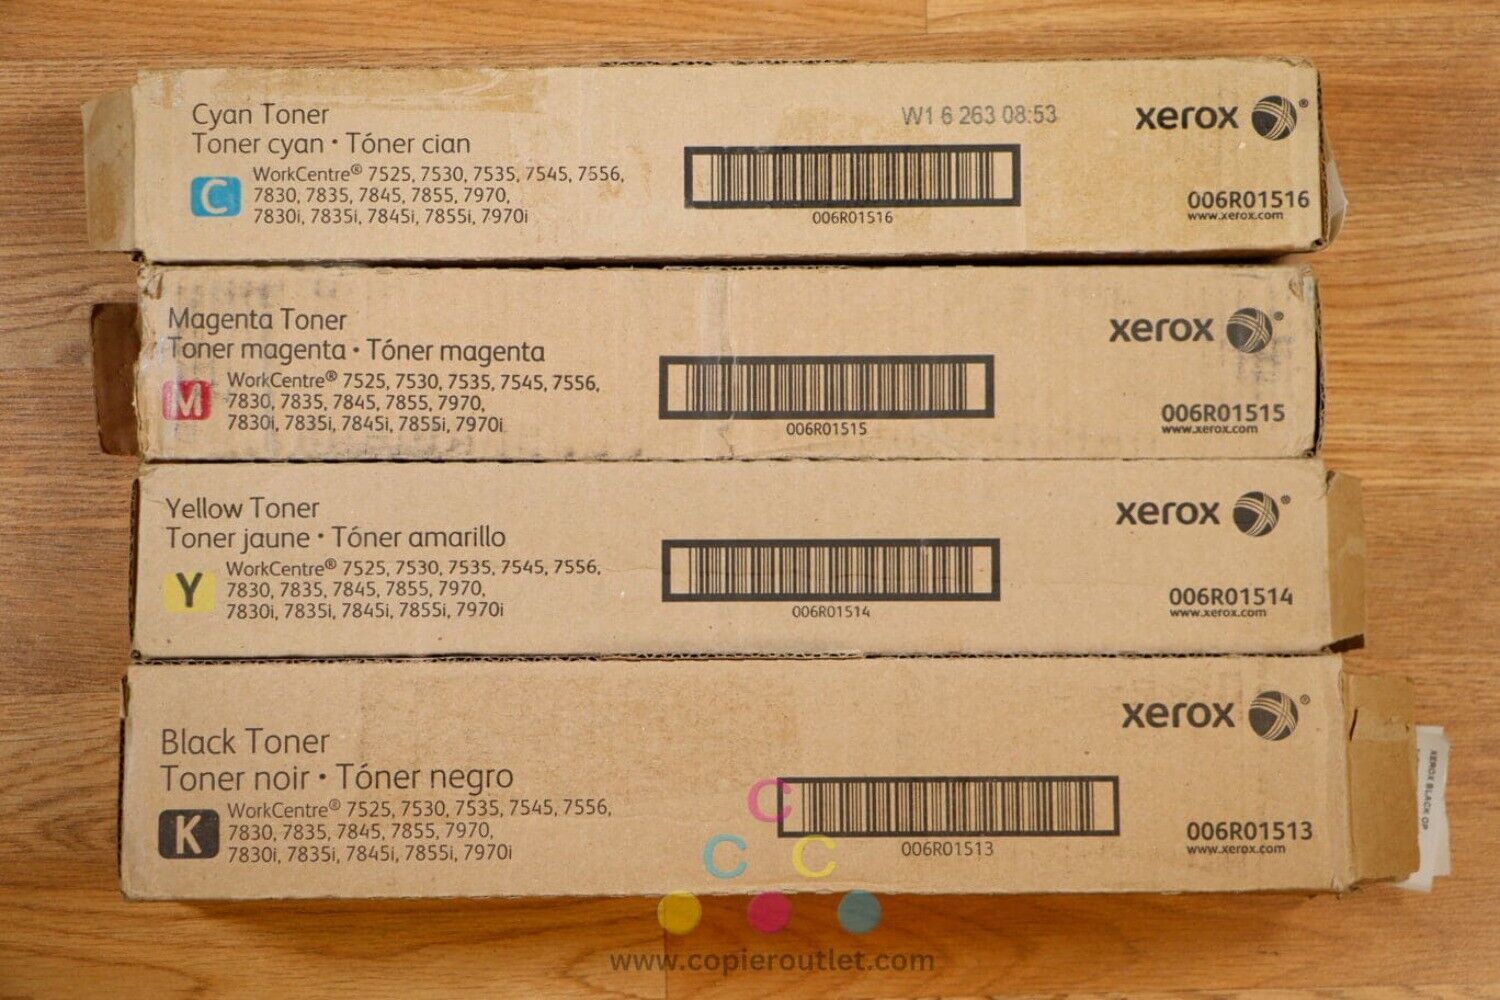 Cyan Toner
Toner cyan • Tóner cian
C
WorkCentre® 7525, 7530, 7535, 7545, 7556,
7830, 7835, 7845, 7855, 7970,
7830i, 7835i, 7845i, 7855i, 7970i
W1 6 263 08:53
006R01516
xerox ®
006R01516
www.xerox.com
Magenta Toner
Toner magenta • Tóner magenta
M
WorkCentre® 7525, 7530, 7535, 7545, 7556,
7830, 7835, 7845, 7855, 7970,
7830i, 7835i, 7845i, 7855i, 7970i
006R01515
xerox ®
006R01515
www.xerox.com
Yellow Toner
Toner jaune • Tóner amarillo
Y
WorkCentre® 7525, 7530, 7535, 7545, 7556,
7830, 7835, 7845, 7855, 7970,
7830i, 7835i, 7845i, 7855i, 7970i
006R01514
xerox ®
006R01514
www.xerox.com
Black Toner
Toner noir • Tóner negro
K
WorkCentre® 7525, 7530, 7535, 7545, 7556,
7830, 7835, 7845, 7855, 7970,
7830i, 7835i, 7845i, 7855i, 7970i
006R01513
xerox ®
006R01513
www.xerox.com
XEROX BLACK OP
C
C C
www.copieroutlet.com